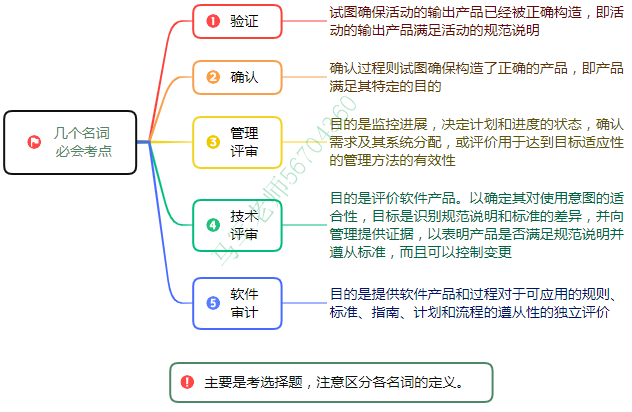 几个名词
必会考点
1 验证
试图确保活动的输出产品已经被正确构造，即活
动的输出产品满足活动的规范说明
2 确认
确认过程则试图确保构造了正确的产品，即产品
满足其特定的目的
3 管理
评审
目的是监控进展，决定计划和进度的状态，确认
需求及其系统分配，或评价用于达到目标适应性
的管理方法的有效性
4 技术
评审
目的是评价软件产品。以确定其对使用意图的适
合性，目标是识别规范说明和标准的差异，并向
管理提供证据，以表明产品是否满足规范说明并
遵从标准，而且可以控制变更
5 软件
审计
目的是提供软件产品和过程对于可应用的规则、
标准、指南、计划和流程的遵从性的独立评价
! 主要是考选择题，注意区分各名词的定义。